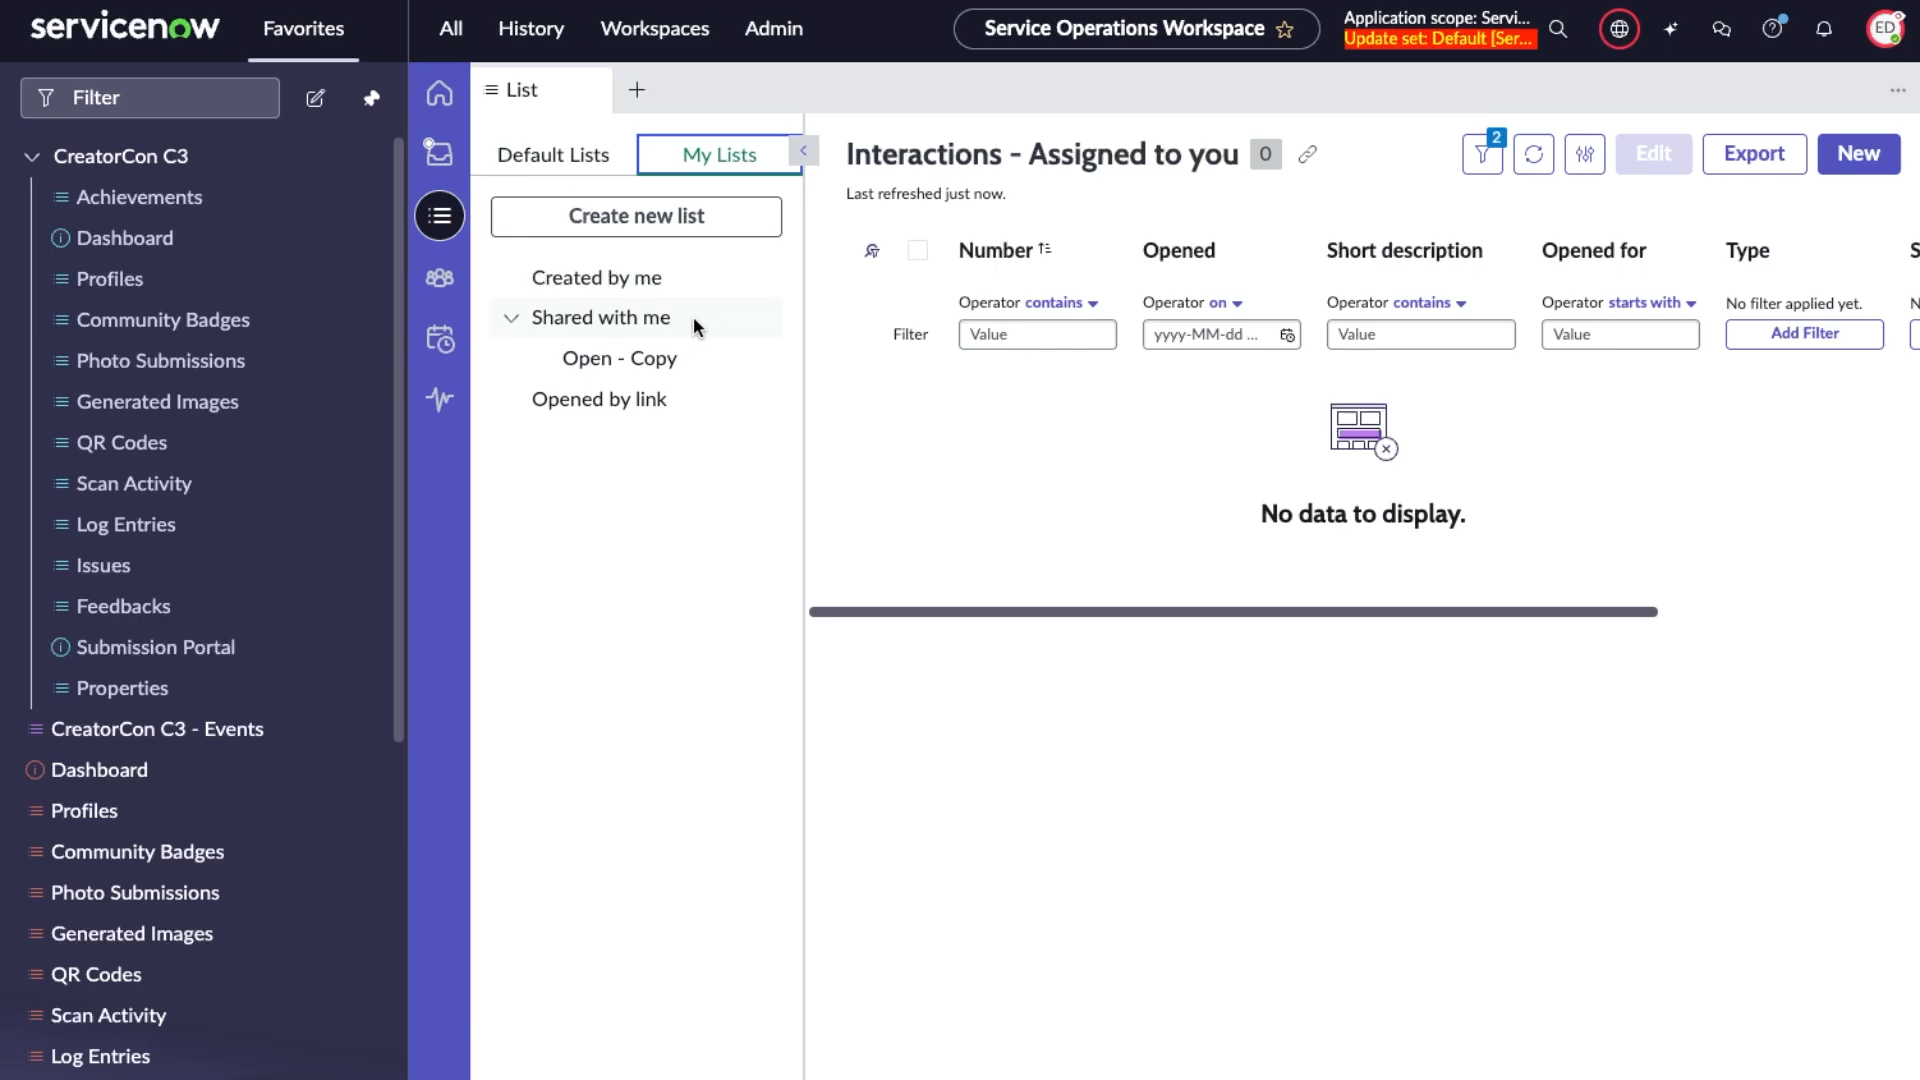 servicenow
Favorites
All
History
Workspaces
Admin
Service Operations Workspace
Application scope: Servi...
Update set: Default [Ser...
ED
Filter
CreatorCon C3
Achievements
Dashboard
Profiles
Community Badges
Photo Submissions
Generated Images
QR Codes
Scan Activity
Log Entries
Issues
Feedbacks
Submission Portal
Properties
CreatorCon C3 - Events
Dashboard
Profiles
Community Badges
Photo Submissions
Generated Images
QR Codes
Scan Activity
Log Entries
List
Default Lists
My Lists
Create new list
Created by me
Shared with me
Open - Copy
Opened by link
Interactions - Assigned to you 0
Last refreshed just now.
2
Edit
Export
New
Number
Opened
Short description
Opened for
Type
S
Operator contains
Operator on
Operator contains
Operator starts with
No filter applied yet.
N
Filter
Value
yyyy-MM-dd ...
Value
Value
Add Filter
No data to display.